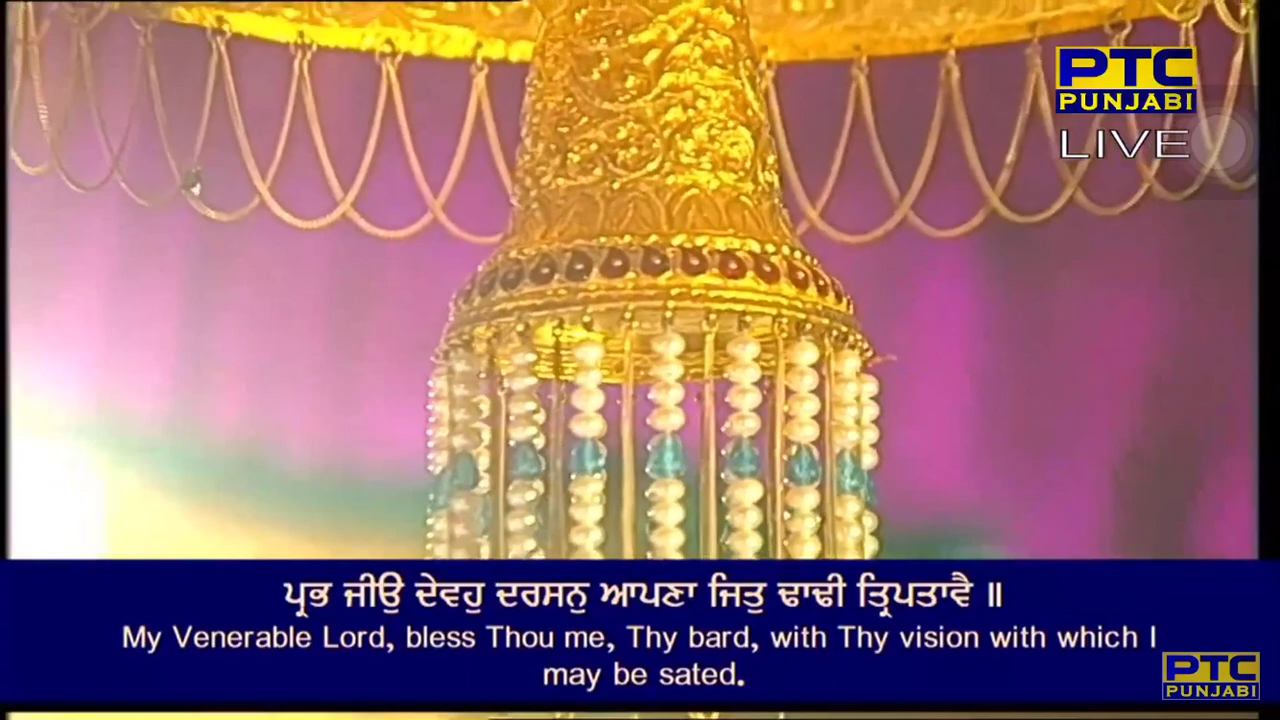 PTC
PUNJABI
LIVE
ਪ੍ਰਭ ਜੀਉ ਦੇਵਹੁ ਦਰਸਨੁ ਆਪਣਾ ਜਿਤੁ ਢਾਢੀ ਤ੍ਰਿਪਤਾਵੈ ॥
My Venerable Lord, bless Thou me, Thy bard, with Thy vision with which I
may be sated.
PTC
PUNJABI